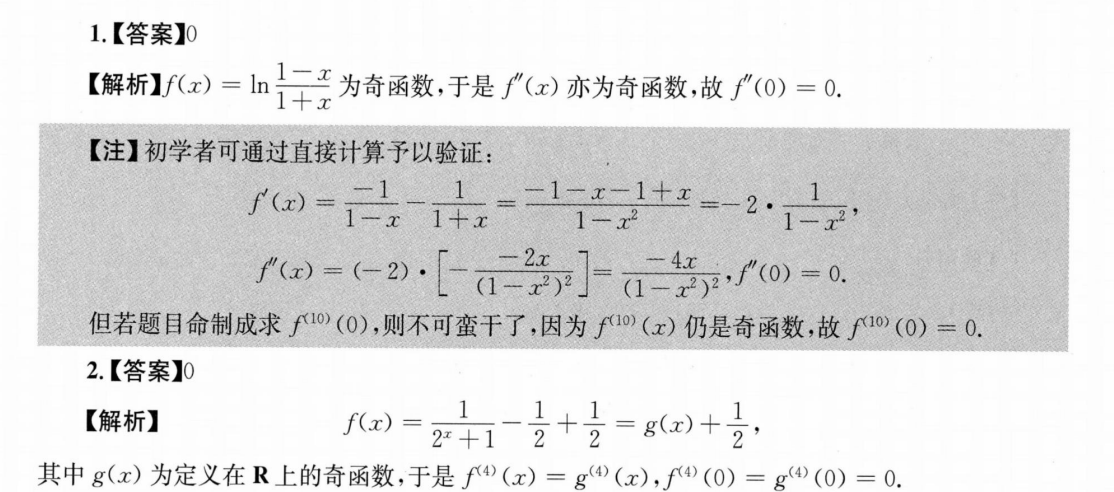 1.【答案】0
【解析】f(x) = ln \frac{1-x}{1+x} 为奇函数,于是 f″(x) 亦为奇函数,故 f″(0) = 0.
【注】初学者可通过直接计算予以验证:
f′(x) = \frac{-1}{1-x} - \frac{1}{1+x} = \frac{-1-x-1+x}{1-x^2} = -2 · \frac{1}{1-x^2},
f″(x) = (-2) · [-\frac{-2x}{(1-x^2)^2}] = \frac{-4x}{(1-x^2)^2}, f″(0) = 0.
但若题目命制成求 f^{(10)}(0),则不可蛮干了,因为 f^{(10)}(x) 仍是奇函数,故 f^{(10)}(0) = 0.
2.【答案】0
【解析】 f(x) = \frac{1}{2^x+1} - \frac{1}{2} + \frac{1}{2} = g(x) + \frac{1}{2},
其中 g(x) 为定义在 R 上的奇函数,于是 f^{(4)}(x) = g^{(4)}(x), f^{(4)}(0) = g^{(4)}(0) = 0.